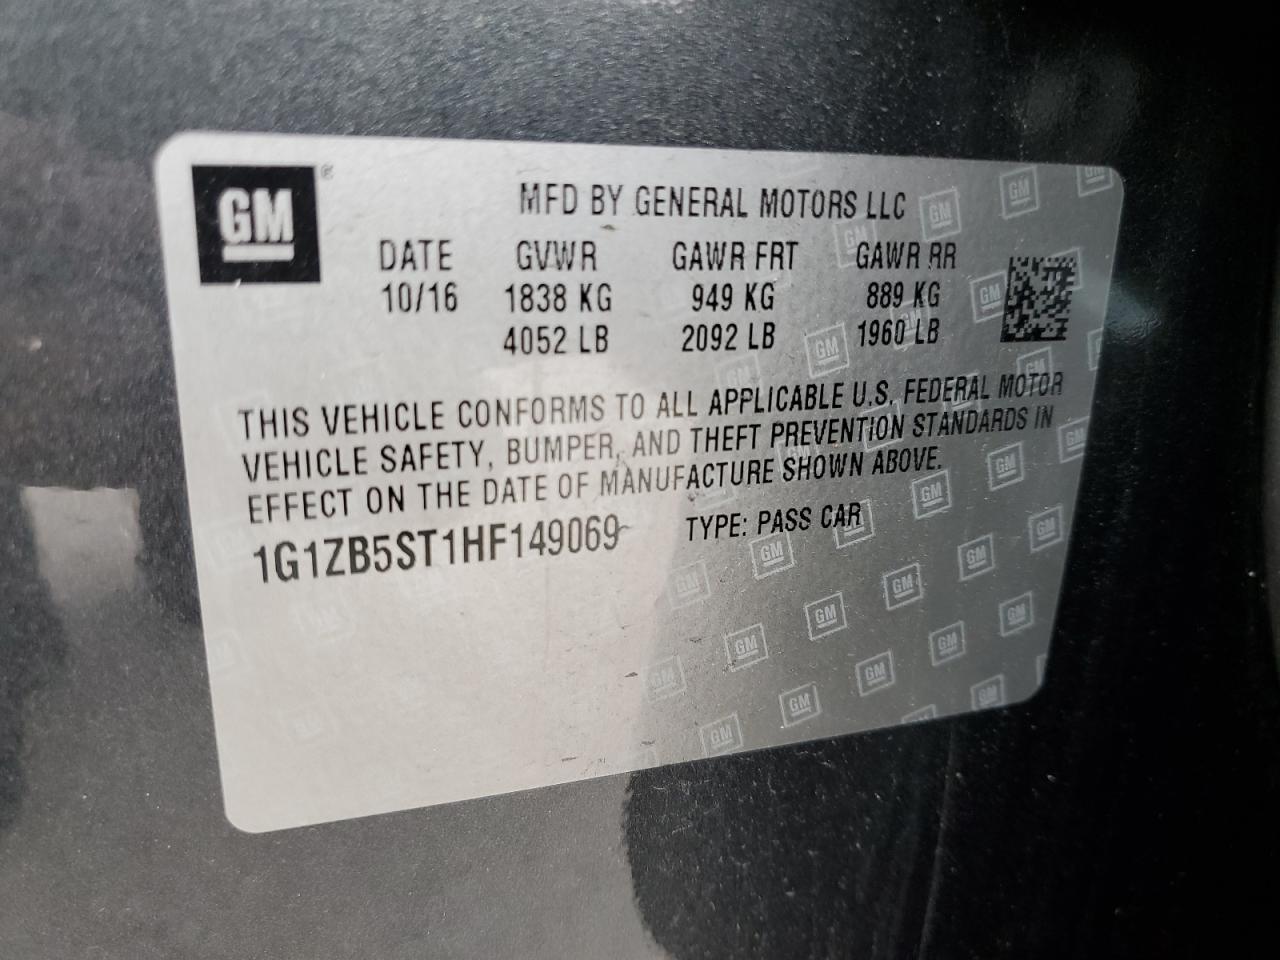 GM ®
MFD BY GENERAL MOTORS LLC
DATE GVWR GAWR FRT GAWR RR
10/16 1838 KG 949 KG 889 KG
4052 LB 2092 LB 1960 LB
THIS VEHICLE CONFORMS TO ALL APPLICABLE U.S. FEDERAL MOTOR
VEHICLE SAFETY, BUMPER, AND THEFT PREVENTION STANDARDS IN
EFFECT ON THE DATE OF MANUFACTURE SHOWN ABOVE.
1G1ZB5ST1HF149069 TYPE: PASS CAR